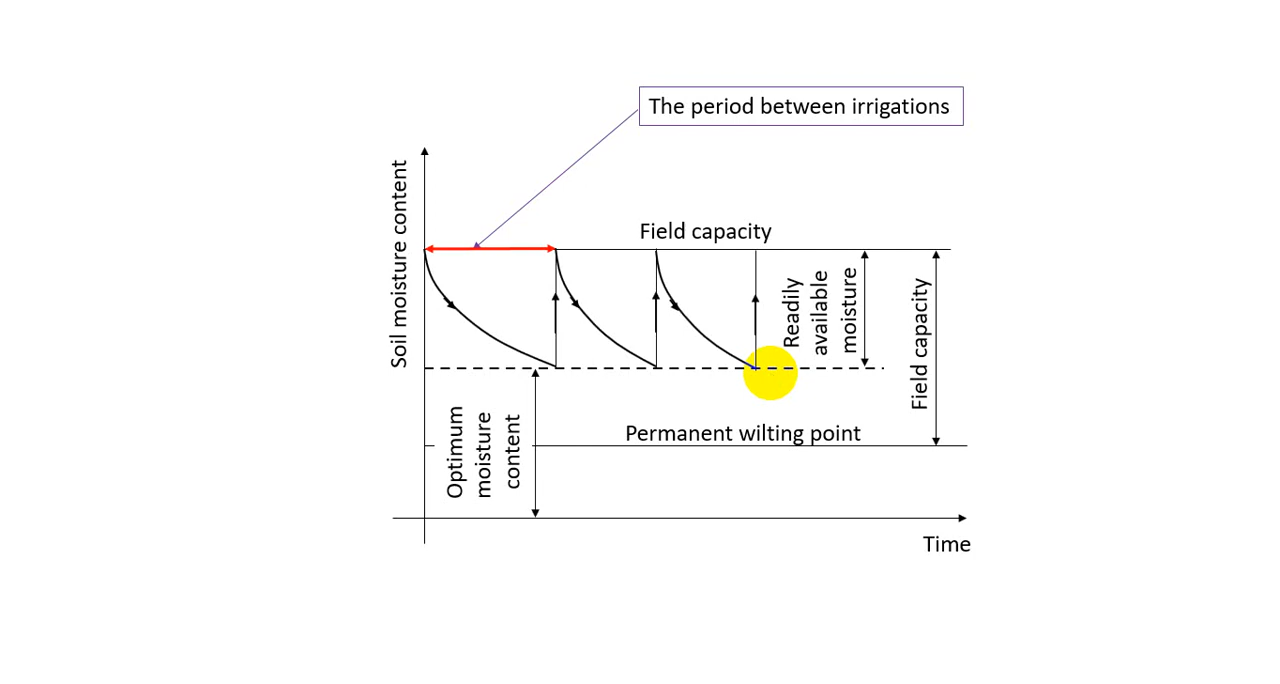 The period between irrigations
Soil moisture content
Field capacity
Readily
available
moisture
Field capacity
Permanent wilting point
Optimum
moisture
content
Time